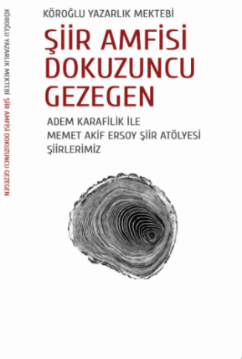 KÖROĞLU YAZARLIK MEKTEBİ
ŞİİR AMFİSİ
DOKUZUNCU
GEZEGEN
ADEM KARAFİLİK İLE
MEMET AKİF ERSOY ŞİİR ATÖLYESİ
ŞİİRLERİMİZ
KÖROĞLU YAZARLIK MEKTEBİ ŞİİR AMFİSİ DOKUZUNCU GEZEGEN